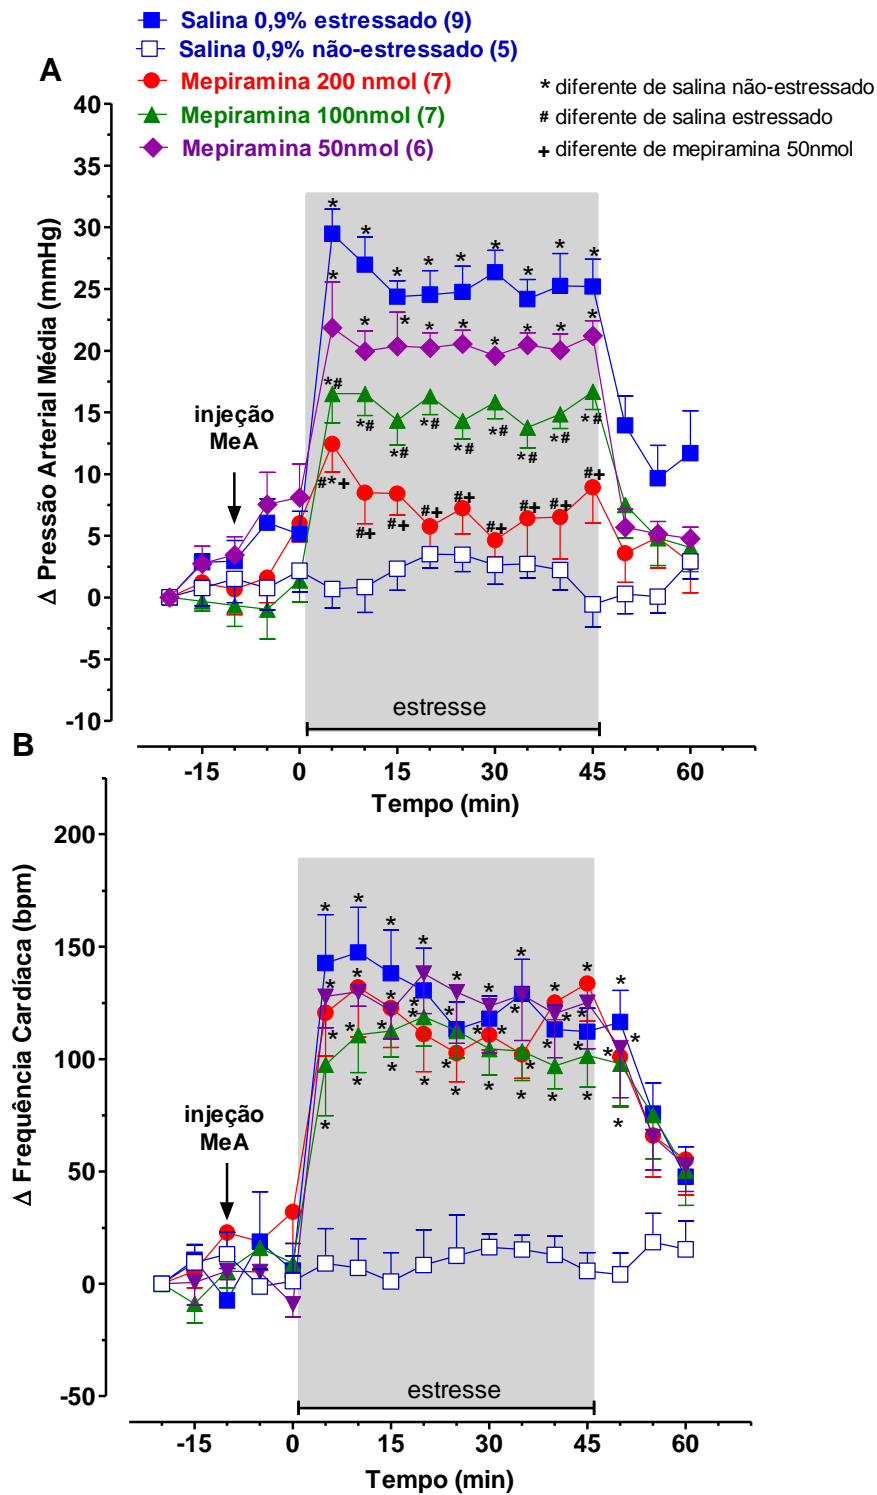 Salina 0,9% estressado (9)
Salina 0,9% não-estressado (5)
A
Mepiramina 200 nmol (7)
* diferente de salina não-estressado
Mepiramina 100nmol (7)
# diferente de salina estressado
Mepiramina 50nmol (6)
+ diferente de mepiramina 50nmol
Δ Pressão Arterial Média (mmHg)
40
35
30
25
20
15
10
5
0
-5
-10
injeção
MeA
estresse
-15 0 15 30 45 60
Tempo (min)
B
Δ Frequência Cardíaca (bpm)
200
150
100
50
0
-50
injeção
MeA
estresse
-15 0 15 30 45 60
Tempo (min)